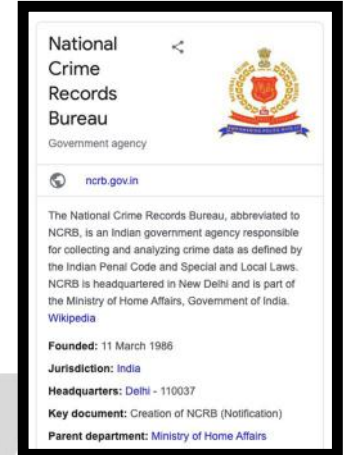 National
Crime
Records
Bureau
Government agency
ncrb.gov.in
The National Crime Records Bureau, abbreviated to
NCRB, is an Indian government agency responsible
for collecting and analyzing crime data as defined by
the Indian Penal Code and Special and Local Laws.
NCRB is headquartered in New Delhi and is part of
the Ministry of Home Affairs, Government of India.
Wikipedia
Founded: 11 March 1986
Jurisdiction: India
Headquarters: Delhi - 110037
Key document: Creation of NCRB (Notification)
Parent department: Ministry of Home Affairs